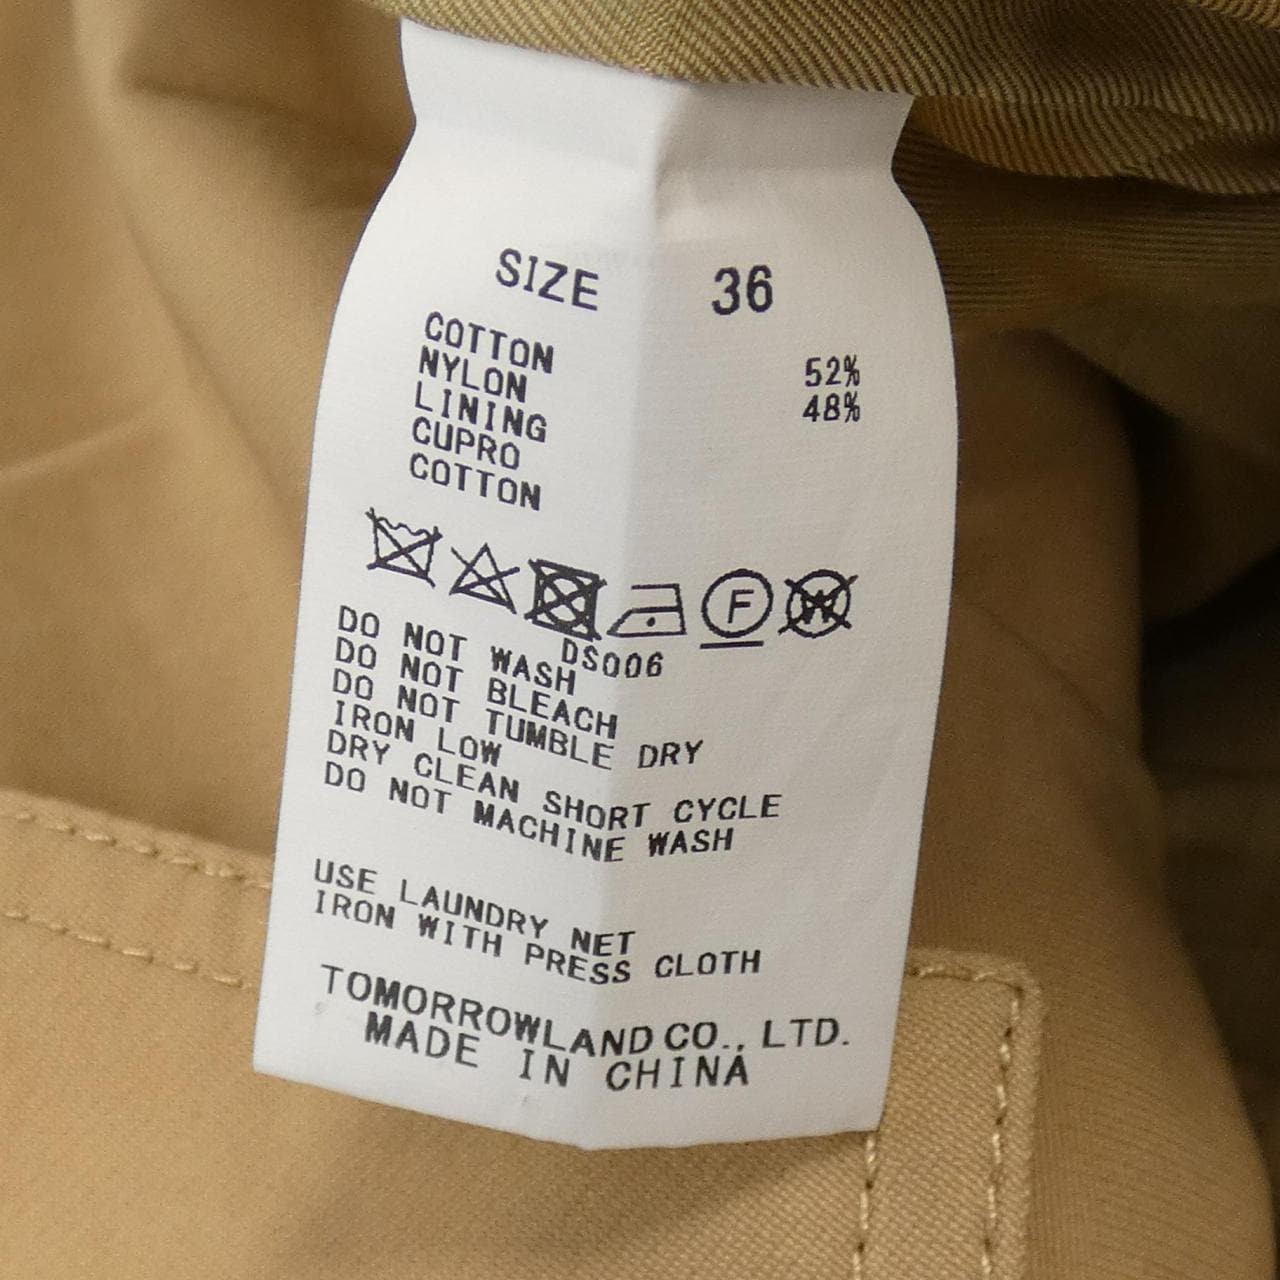 SIZE 36
COTTON 52%
NYLON 48%
LINING
CUPRO
COTTON
F W
DS006
DO NOT WASH
DO NOT BLEACH
DO NOT TUMBLE DRY
IRON LOW
DRY CLEAN SHORT CYCLE
DO NOT MACHINE WASH
USE LAUNDRY NET
IRON WITH PRESS CLOTH
TOMORROWLAND CO., LTD.
MADE IN CHINA